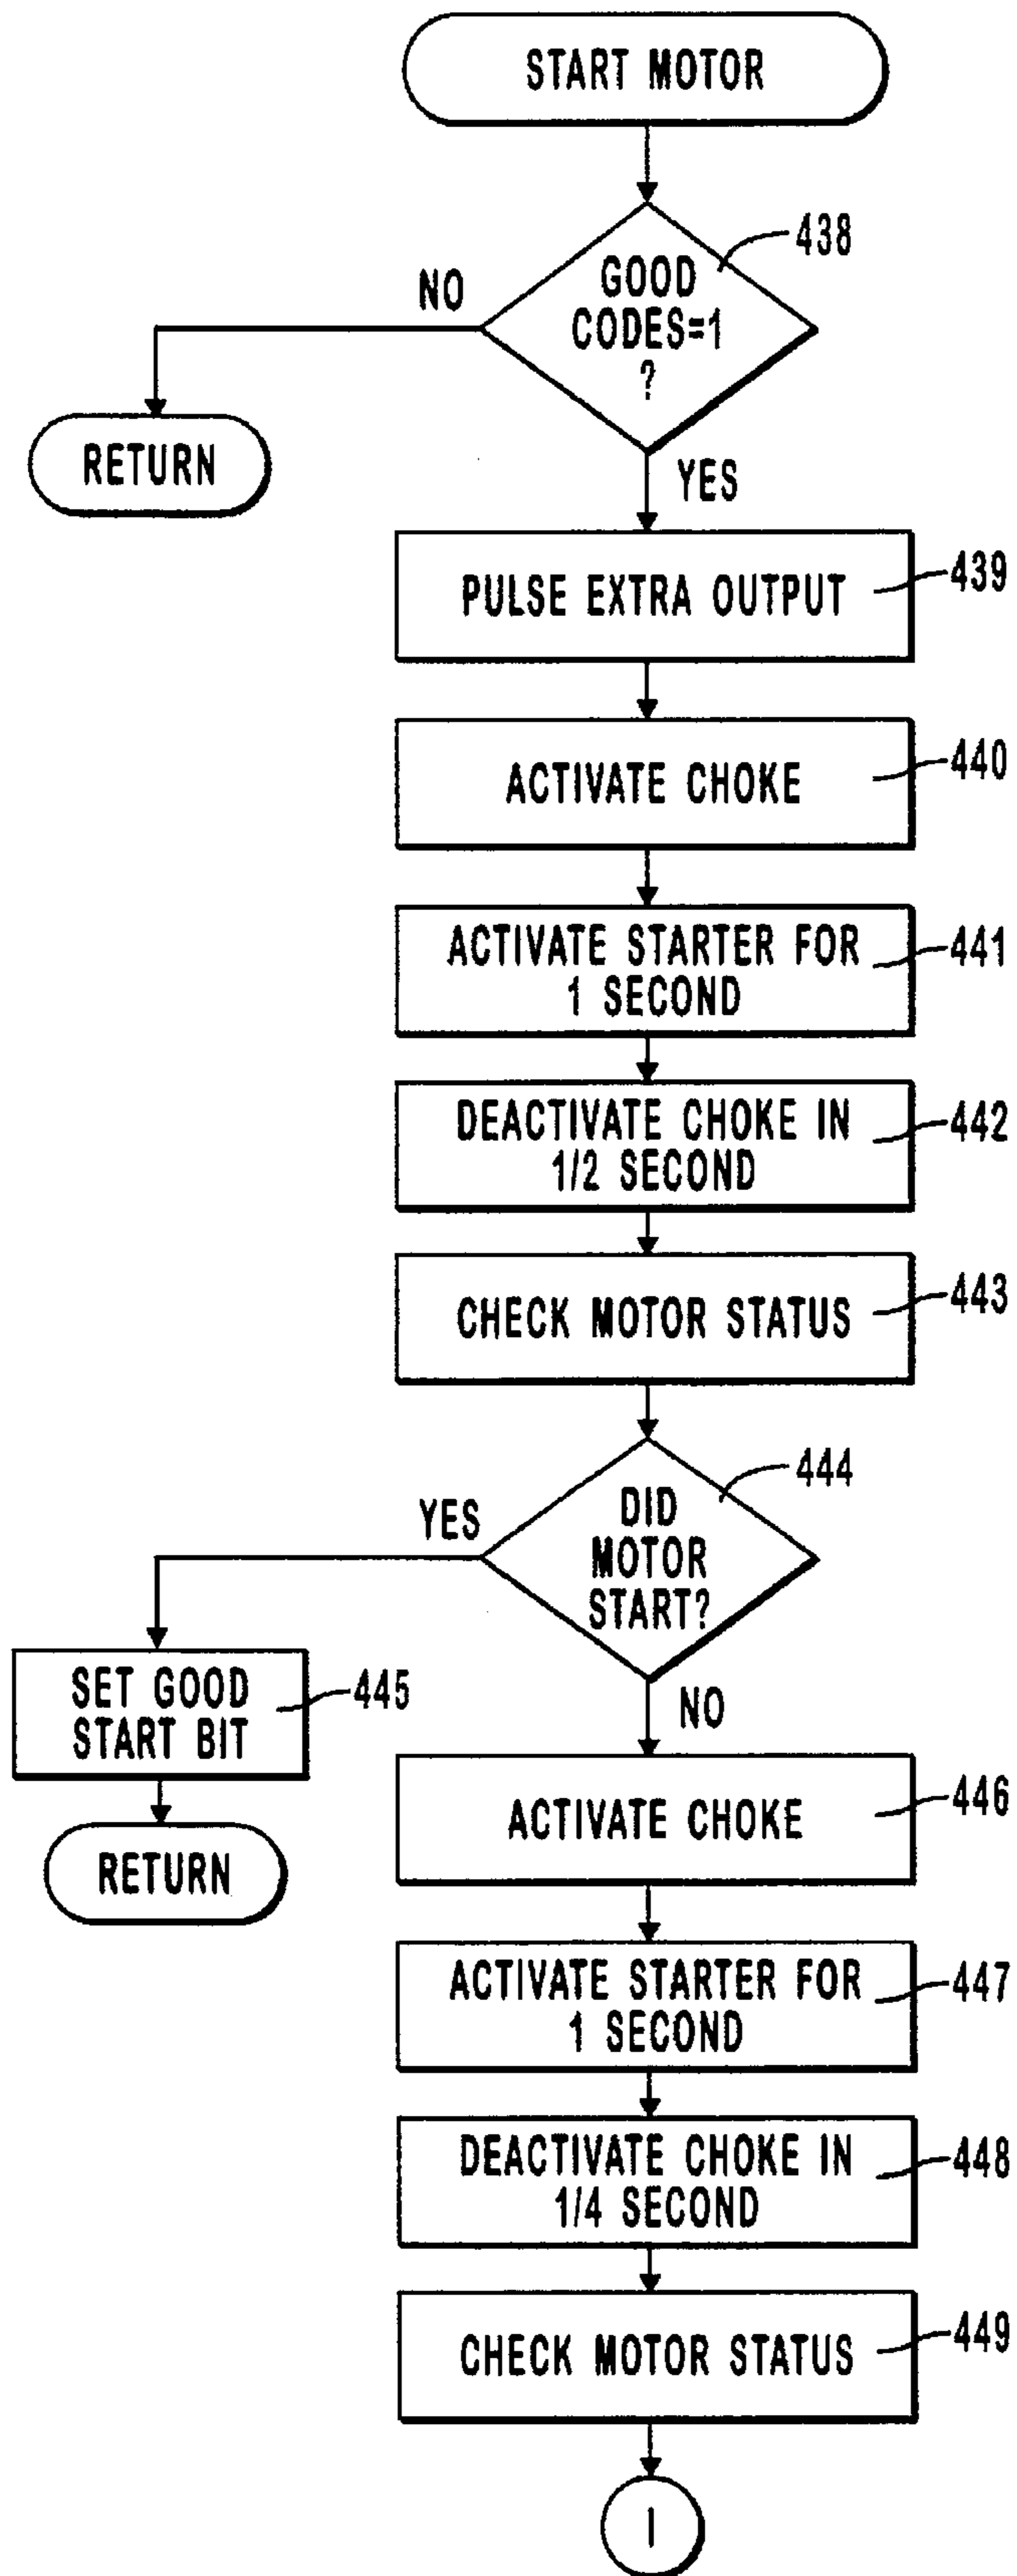 START MOTOR
438
GOOD
CODES=1
?
NO
RETURN
YES
PULSE EXTRA OUTPUT
439
ACTIVATE CHOKE
440
ACTIVATE STARTER FOR
1 SECOND
441
DEACTIVATE CHOKE IN
1/2 SECOND
442
CHECK MOTOR STATUS
443
444
DID
MOTOR
START?
YES
SET GOOD
START BIT
445
RETURN
NO
ACTIVATE CHOKE
446
ACTIVATE STARTER FOR
1 SECOND
447
DEACTIVATE CHOKE IN
1/4 SECOND
448
CHECK MOTOR STATUS
449
I